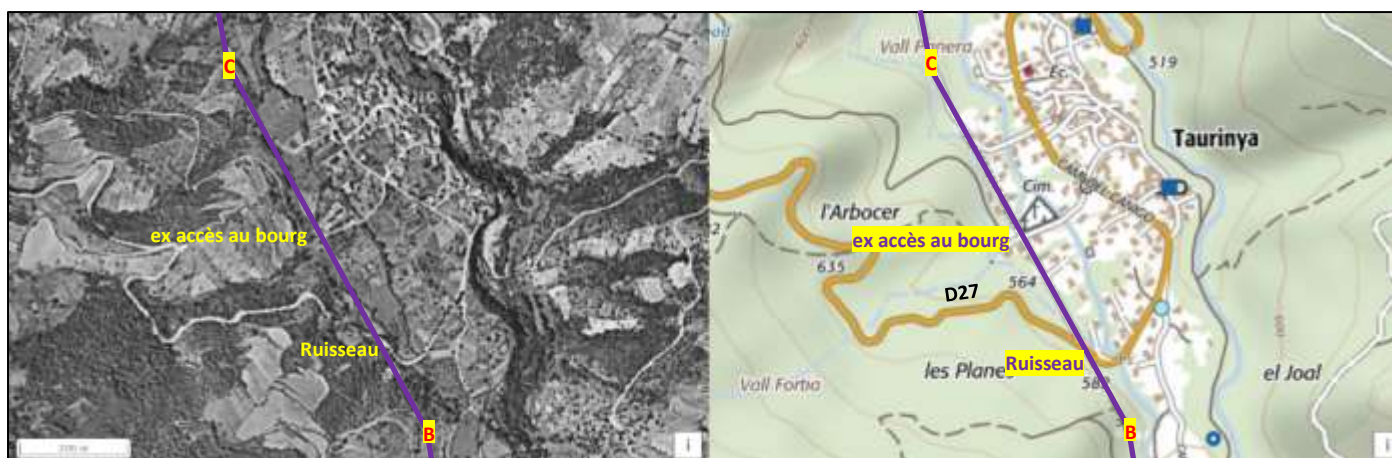 C
ex accès au bourg
Ruisseau
B
i
Vall Panera
C
Ec.
519
Taurinya
Cim.
l'Arbocer
ex accès au bourg
635
564
D27
Ruisseau
les Planes
el Joal
Vall Fortia
B
i